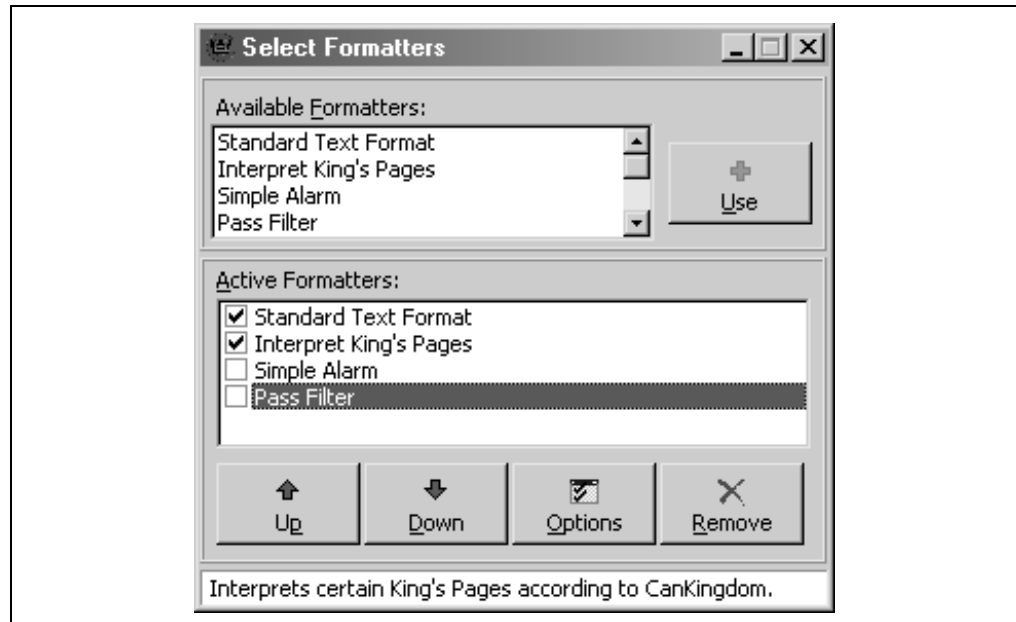 Select Formatters
Available Formatters:
Standard Text Format
Interpret King's Pages
Simple Alarm
Pass Filter
Use
Active Formatters:
Standard Text Format
Interpret King's Pages
Simple Alarm
Pass Filter
Up
Down
Options
Remove
Interprets certain King's Pages according to CanKingdom.